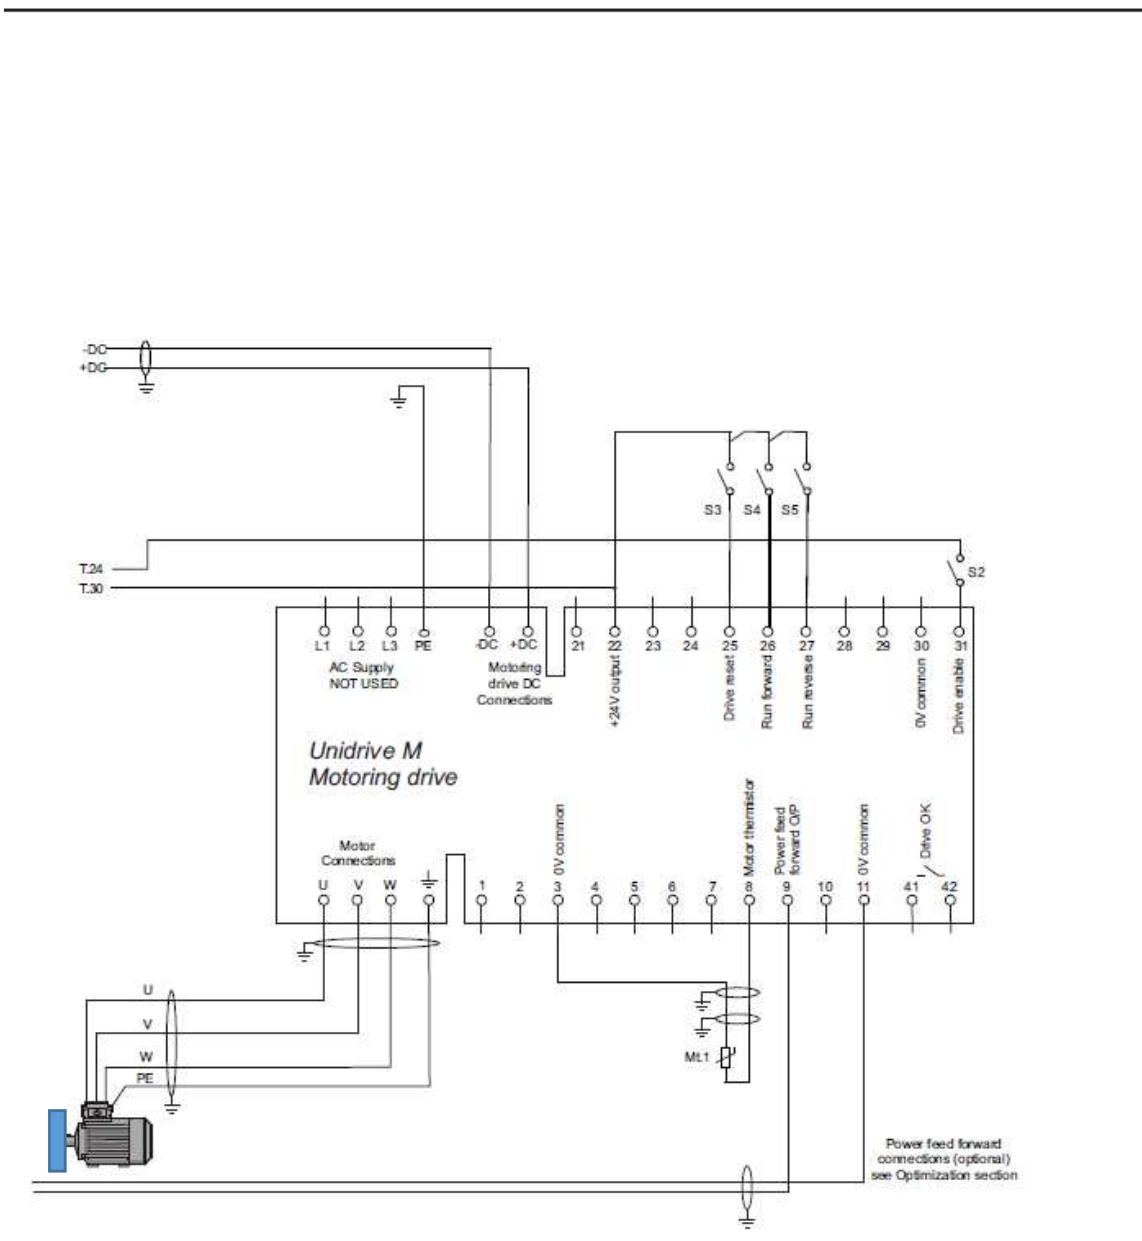 -DC
+DC
S3 S4 S5
T.24
T.30
S2
L1 L2 L3 PE -DC +DC 21 22 23 24 25 26 27 28 29 30 31
AC Supply
NOT USED
Motoring
drive DC
Connections
+24V output
Drive reset
Run forward
Run reverse
0V common
Drive enable
Unidrive M
Motoring drive
Motor
Connections
0V common
Motor thermistor
Power feed
forward O/P
0V common
Drive OK
U V W 1 2 3 4 5 6 7 8 9 10 11 41 42
U
V
W
PE
Mt.1
Power feed forward
connections (optional)
see Optimization section